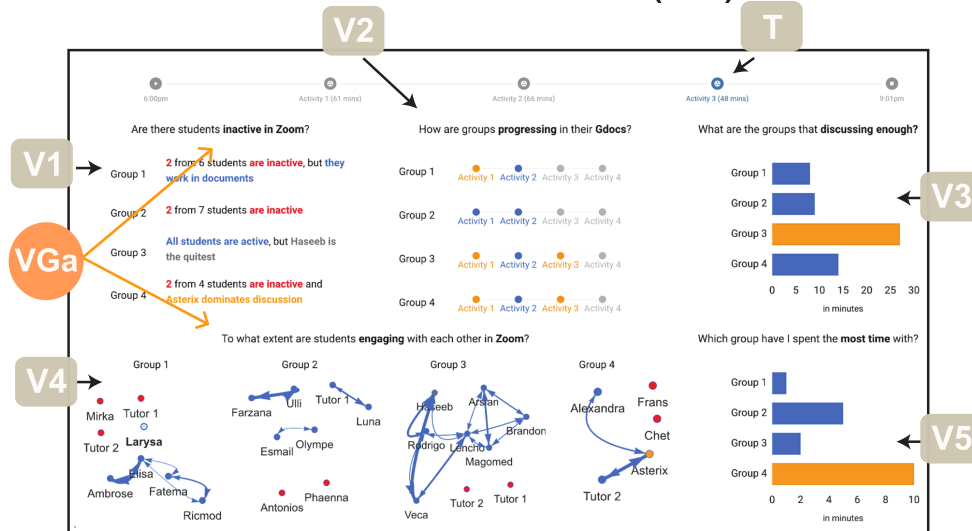 V2
T
6:00pm
Activity 1 (61 mins)
Activity 2 (66 mins)
Activity 3 (48 mins)
9:01pm
Are there students inactive in Zoom?
V1
Group 1
2 from 6 students are inactive, but they
work in documents
Group 2
2 from 7 students are inactive
VGa
Group 3
All students are active, but Haseeb is
the quitest
Group 4
2 from 4 students are inactive and
Asterix dominates discussion
How are groups progressing in their Gdocs?
Group 1
Activity 1 Activity 2 Activity 3 Activity 4
Group 2
Activity 1 Activity 2 Activity 3 Activity 4
Group 3
Activity 1 Activity 2 Activity 3 Activity 4
Group 4
Activity 1 Activity 2 Activity 3 Activity 4
What are the groups that discussing enough?
Group 1
Group 2
Group 3
Group 4
V3
0 5 10 15 20 25 30
in minutes
To what extent are students engaging with each other in Zoom?
V4
Group 1
Mirka
Tutor 1
Tutor 2
Larysa
Elisa
Ambrose
Fatema
Ricmod
Group 2
Farzana
Ulli
Tutor 1
Luna
Esmail
Olympe
Antonios
Phaenna
Group 3
Haseeb
Arslan
Brandon
Rodrigo
Lencho
Magomed
Veca
Tutor 2
Tutor 1
Group 4
Alexandra
Frans
Chet
Asterix
Tutor 2
Which group have I spent the most time with?
Group 1
Group 2
Group 3
Group 4
V5
0 2 4 6 8 10
in minutes